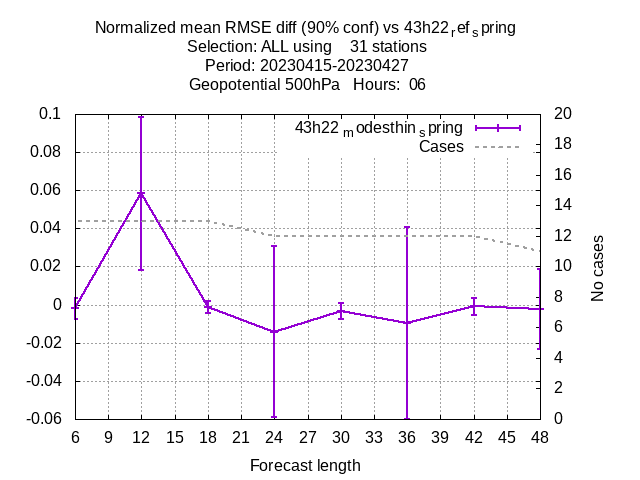 Normalized mean RMSE diff (90% conf) vs 43h22refspring
Selection: ALL using 31 stations
Period: 20230415-20230427
Geopotential 500hPa Hours: 06
43h22modesthinspring
Cases
0.1
0.08
0.06
0.04
0.02
0
-0.02
-0.04
-0.06
20
18
16
14
12
10
8
6
4
2
0
No cases
6 9 12 15 18 21 24 27 30 33 36 39 42 45 48
Forecast length